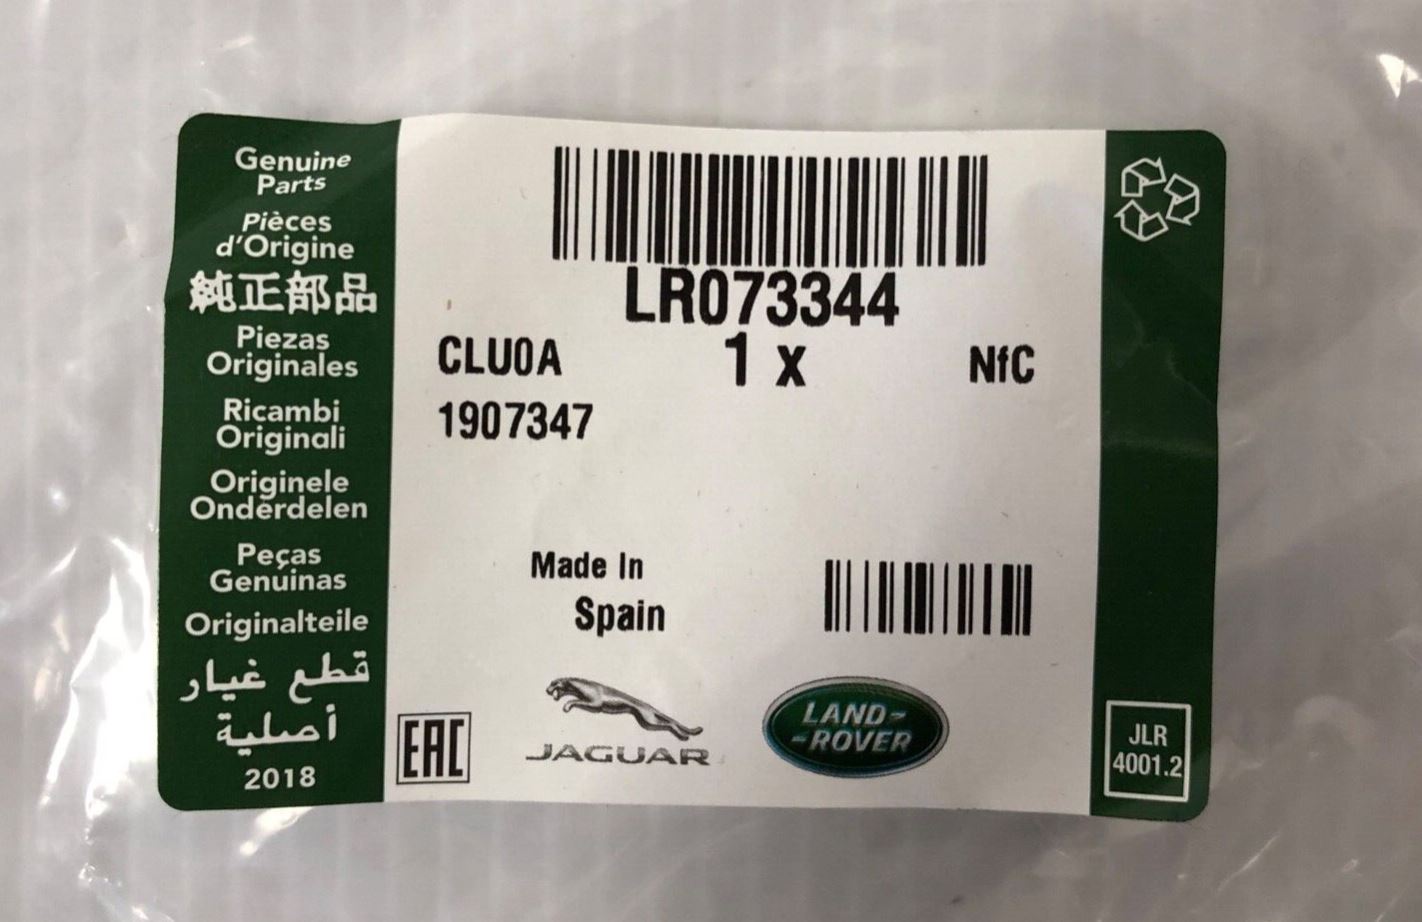 Genuine
Parts
Pièces
d'Origine
純正部品
Piezas
Originales
Ricambi
Originali
Originele
Onderdelen
Peças
Genuinas
Originalteile
قطع غيار
أصلية
2018
LR073344
CLU0A 1 x NfC
1907347
Made In
Spain
EAC
JAGUAR
LAND-
-ROVER
JLR
4001.2